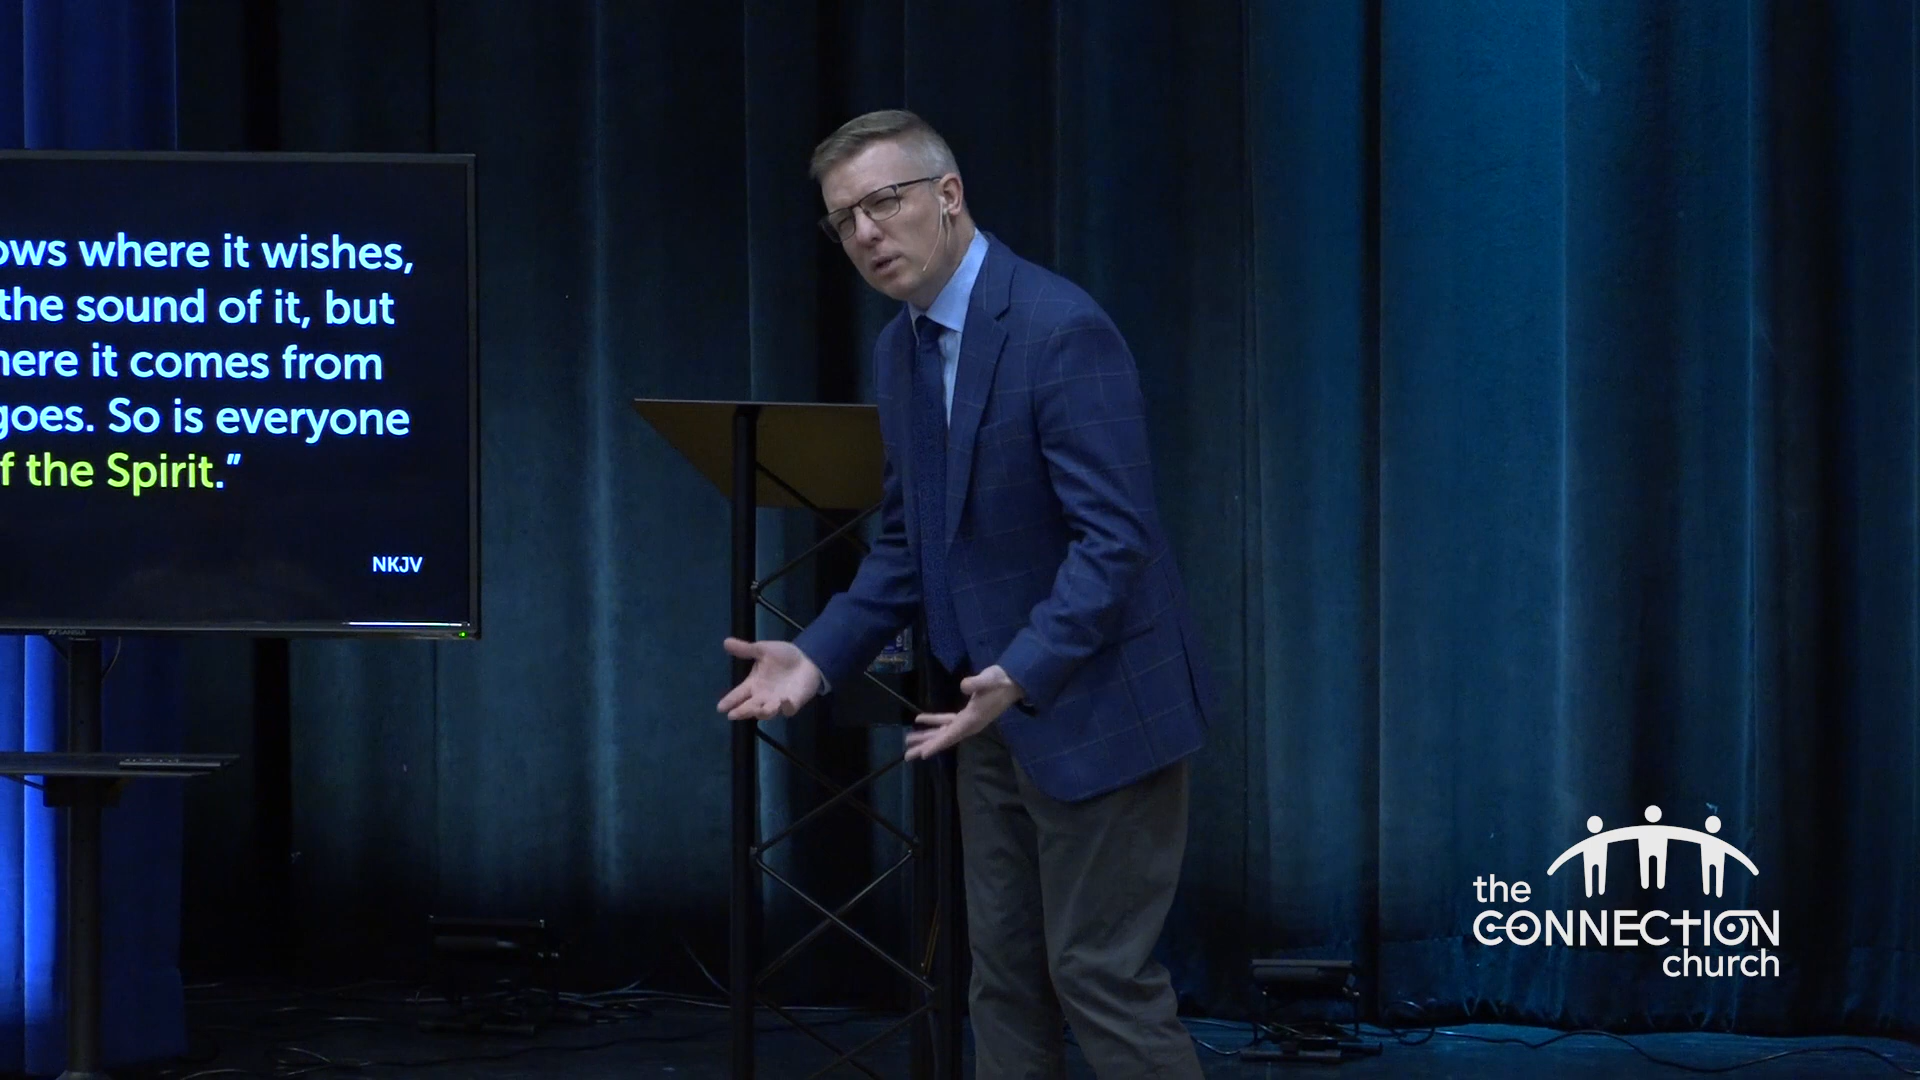 ows where it wishes,
the sound of it, but
here it comes from
goes. So is everyone
f the Spirit.”
NKJV
the
CONNECTION
church